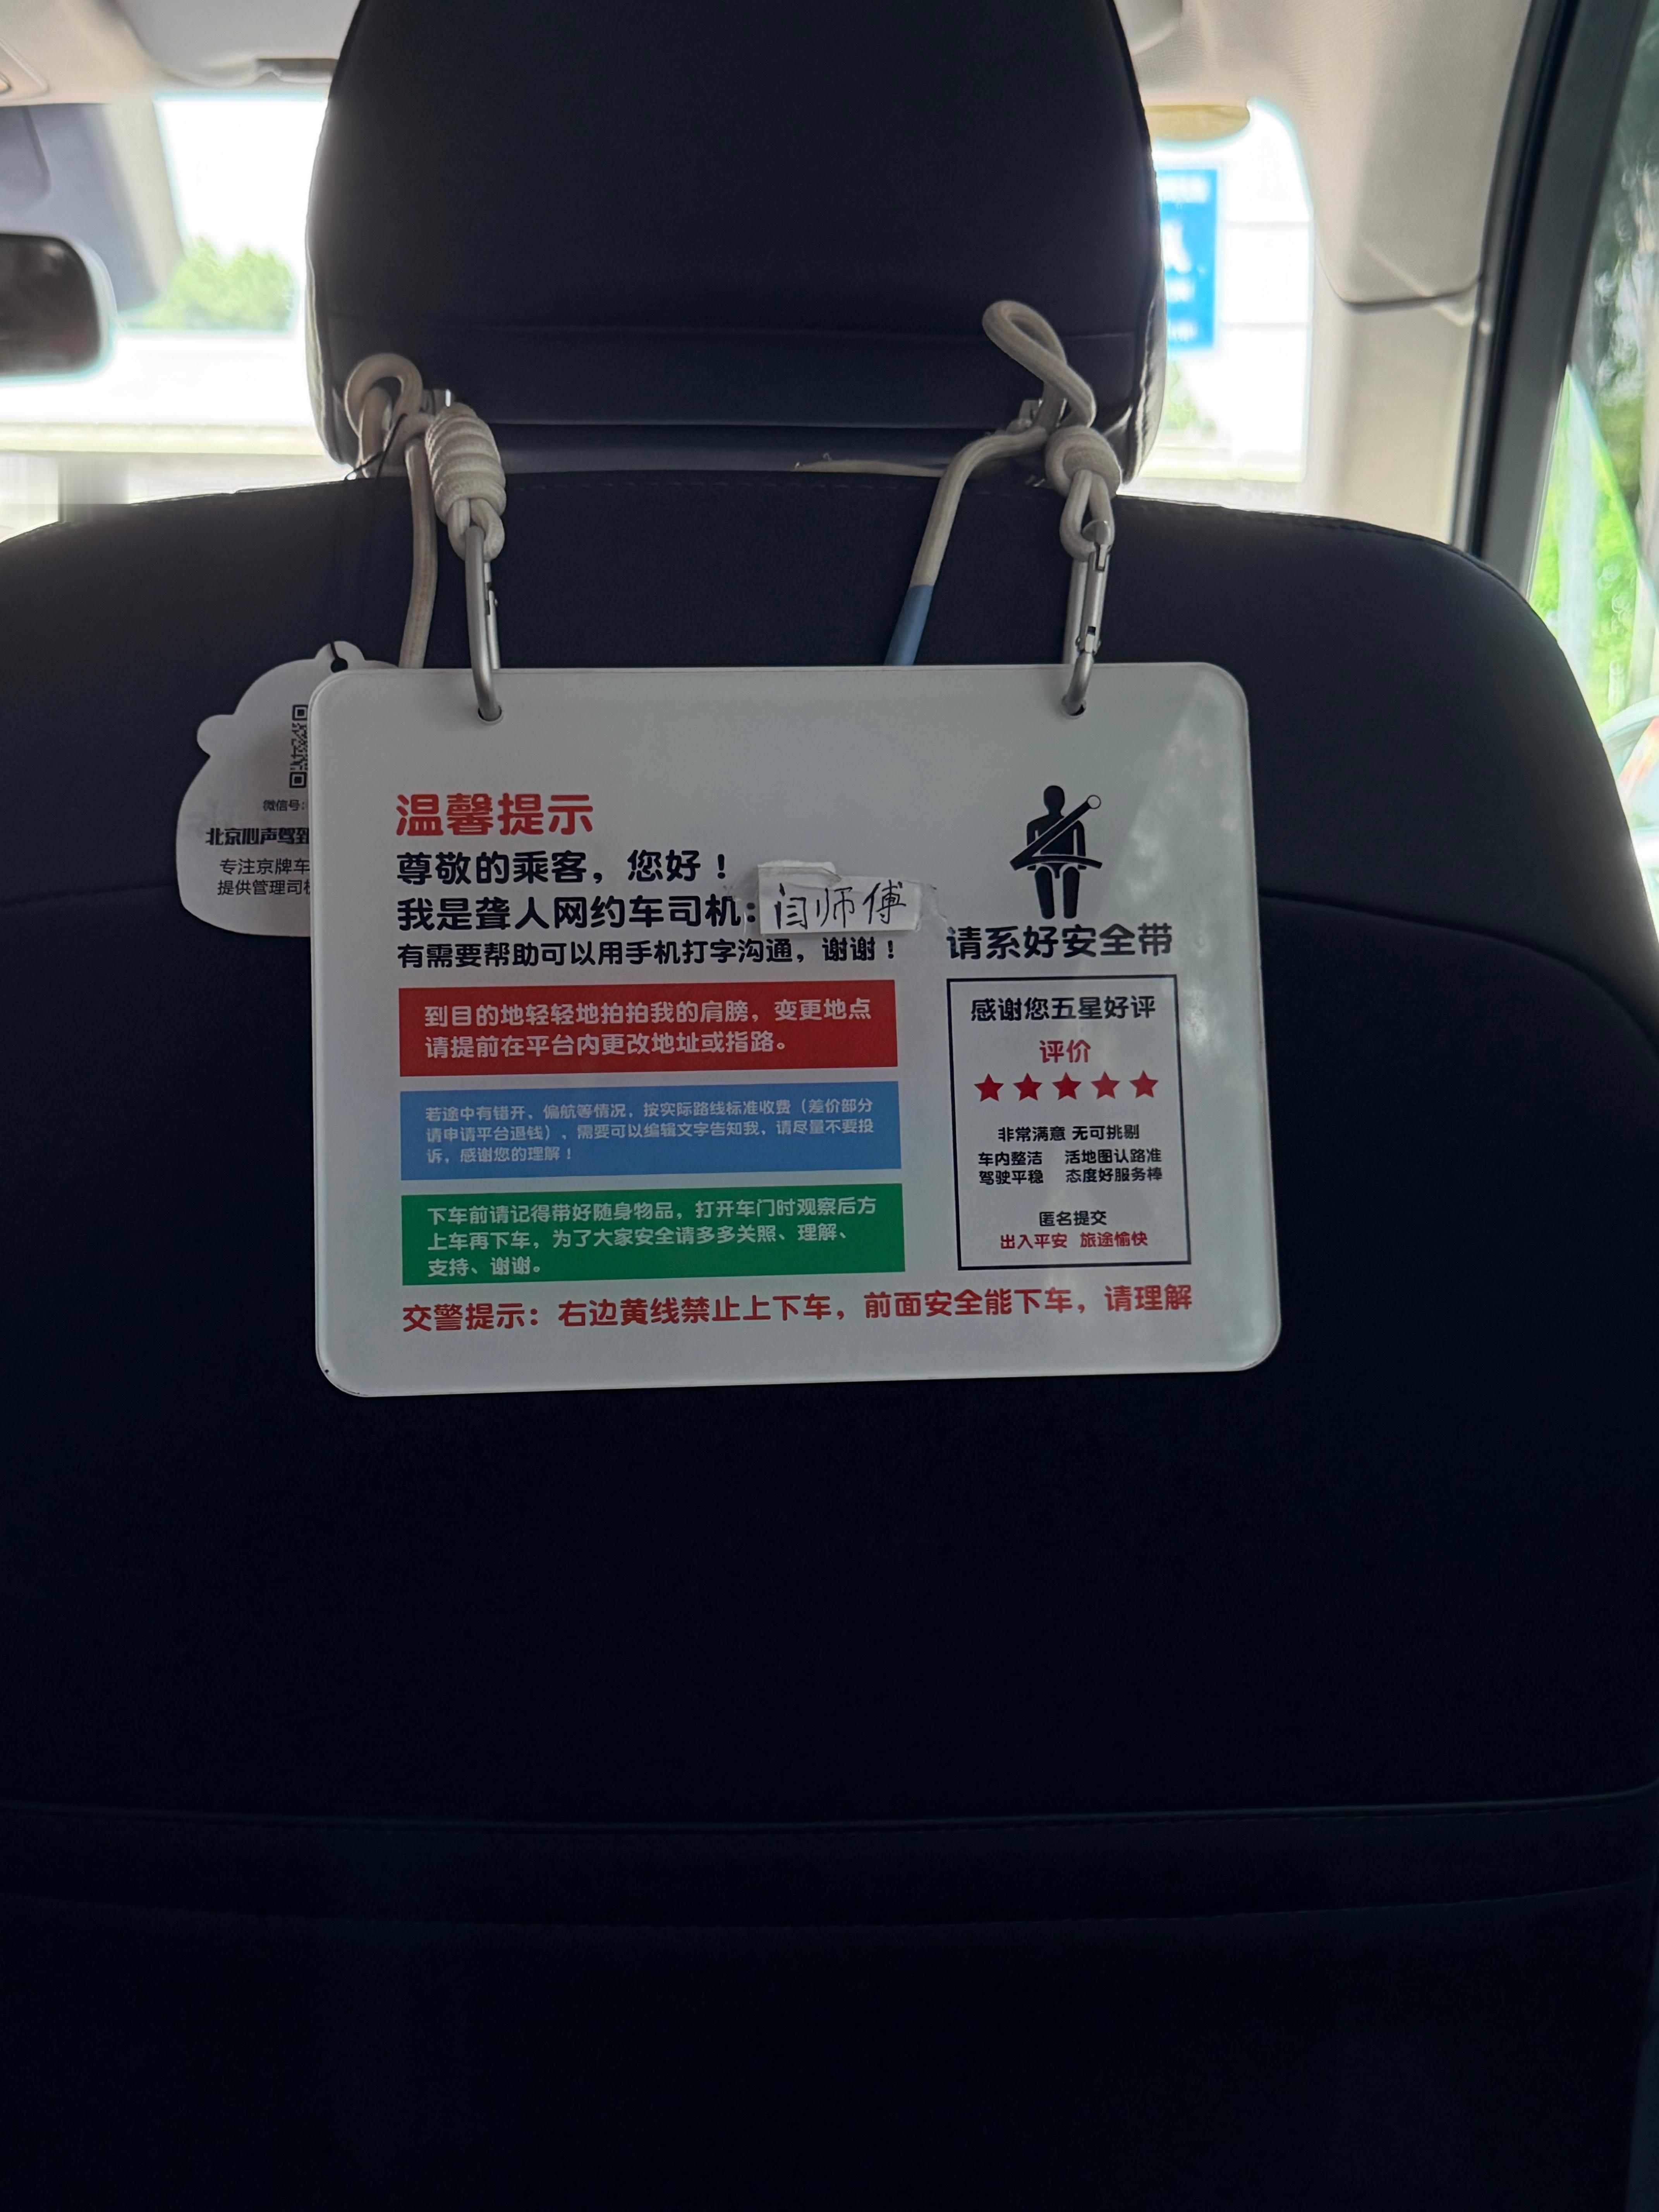 微信号:
北京心声驾
专注京牌车
提供管理司
温馨提示
尊敬的乘客，您好！
我是聋人网约车司机：闫师傅
有需要帮助可以用手机打字沟通，谢谢！
到目的地轻轻地拍拍我的肩膀，变更地点
请提前在平台内更改地址或指路。
若途中有错开、偏航等情况，按实际路线标准收费（差价部分
请申请平台退钱）、需要可以编辑文字告知我、请尽量不要投
诉，感谢您的理解！
下车前请记得带好随身物品，打开车门时观察后方
上车再下车，为了大家安全请多多关照、理解、
支持、谢谢。
请系好安全带
感谢您五星好评
评价
非常满意 无可挑剔
车内整洁 活地图认路准
驾驶平稳 态度好服务棒
匿名提交
出入平安 旅途愉快
交警提示：右边黄线禁止上下车，前面安全能下车，请理解